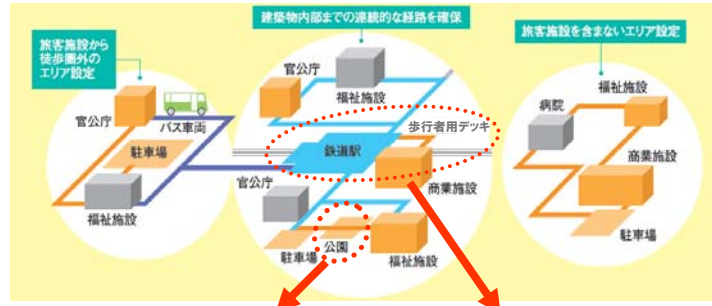 旅客施設から
徒歩圏外の
エリア設定
官公庁
バス車両
駐車場
福祉施設
建築物内部までの連続的な経路を確保
官公庁
福祉施設
歩行者用デッキ
鉄道駅
官公庁
商業施設
駐車場
公園
福祉施設
旅客施設を含まないエリア設定
福祉施設
病院
商業施設
駐車場